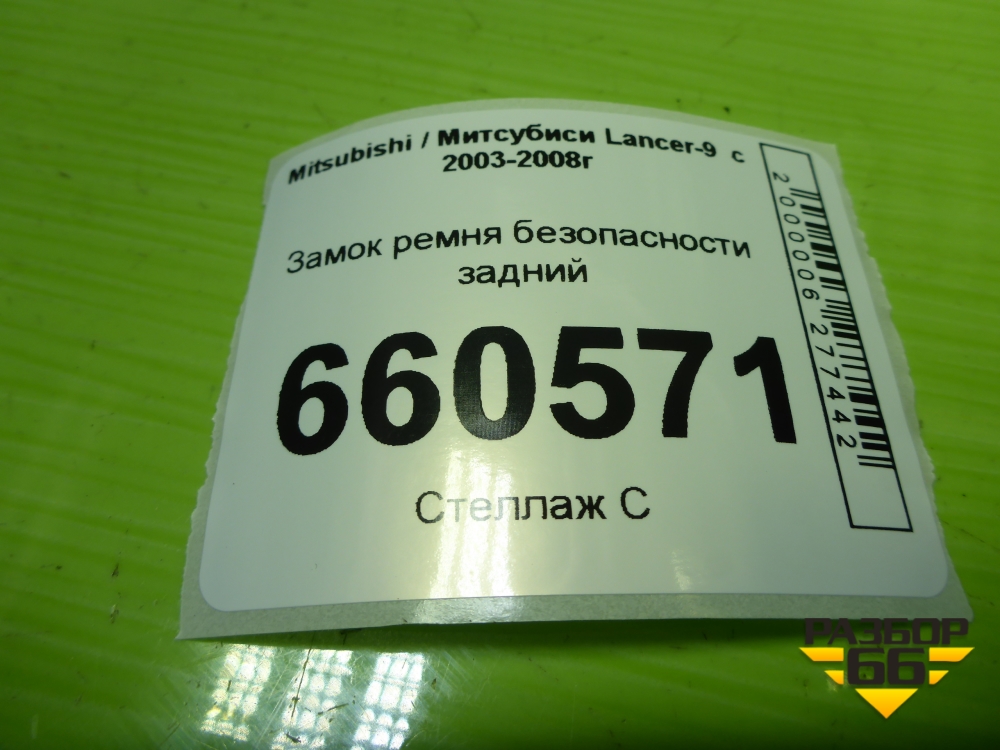 Mitsubishi / Митсубиси Lancer-9 с
2003-2008г
Замок ремня безопасности
задний
660571
Стеллаж С
2000006277442
РАЗБОР
66